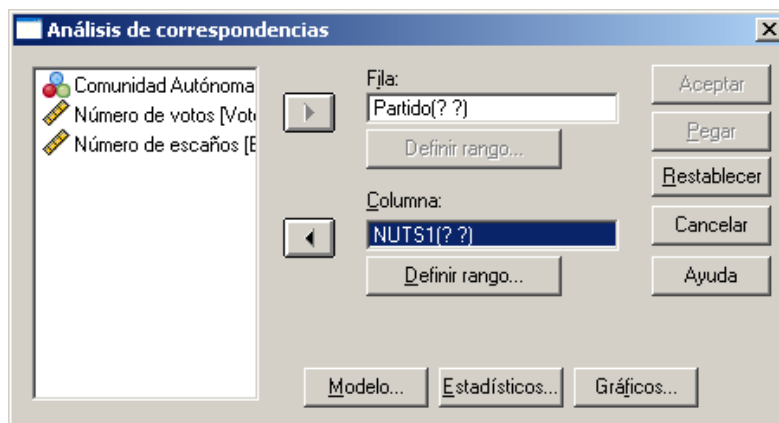 Análisis de correspondencias
Comunidad Autónoma
Número de votos [Vot
Número de escaños [E
Fila:
Partido(? ?)
Definir rango...
Columna:
NUTS1(? ?)
Definir rango...
Aceptar
Pegar
Restablecer
Cancelar
Ayuda
Modelo...
Estadísticos...
Gráficos...